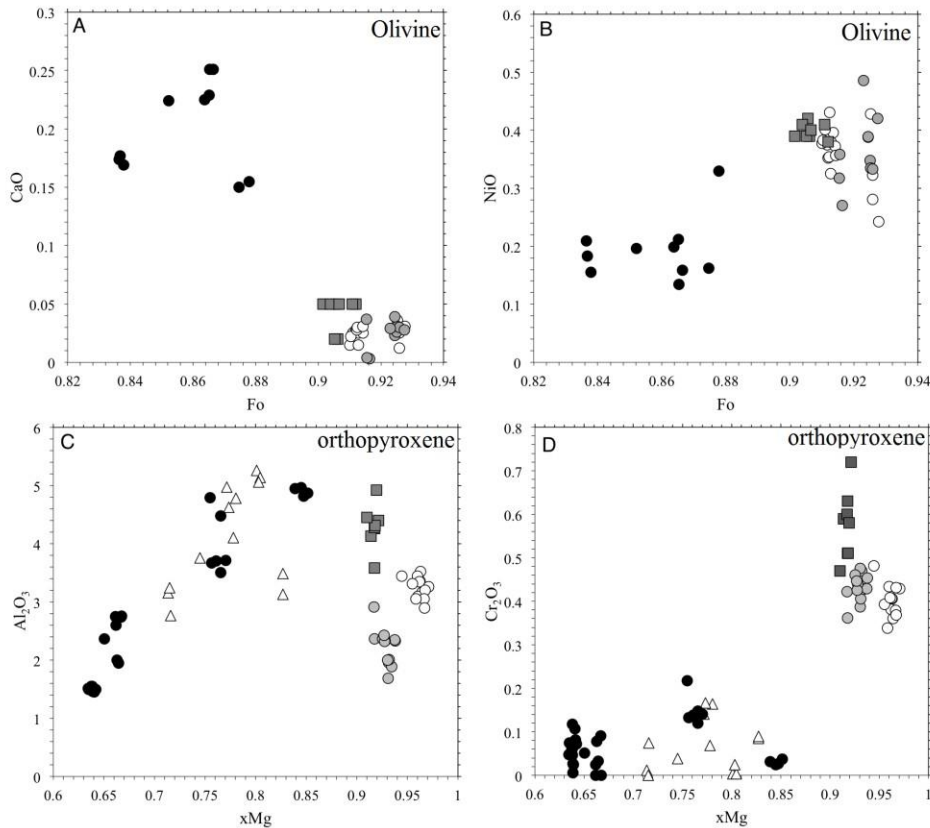 A
Olivine
0.3
0.25
0.2
0.15
0.1
0.05
0
CaO
0.82 0.84 0.86 0.88 0.9 0.92 0.94
Fo
B
Olivine
0.6
0.5
0.4
0.3
0.2
0.1
0
NiO
0.82 0.84 0.86 0.88 0.9 0.92 0.94
Fo
C
orthopyroxene
6
5
4
3
2
1
0
Al₂O₃
0.6 0.65 0.7 0.75 0.8 0.85 0.9 0.95 1
xMg
D
orthopyroxene
0.8
0.7
0.6
0.5
0.4
0.3
0.2
0.1
0
Cr₂O₃
0.6 0.65 0.7 0.75 0.8 0.85 0.9 0.95 1
xMg